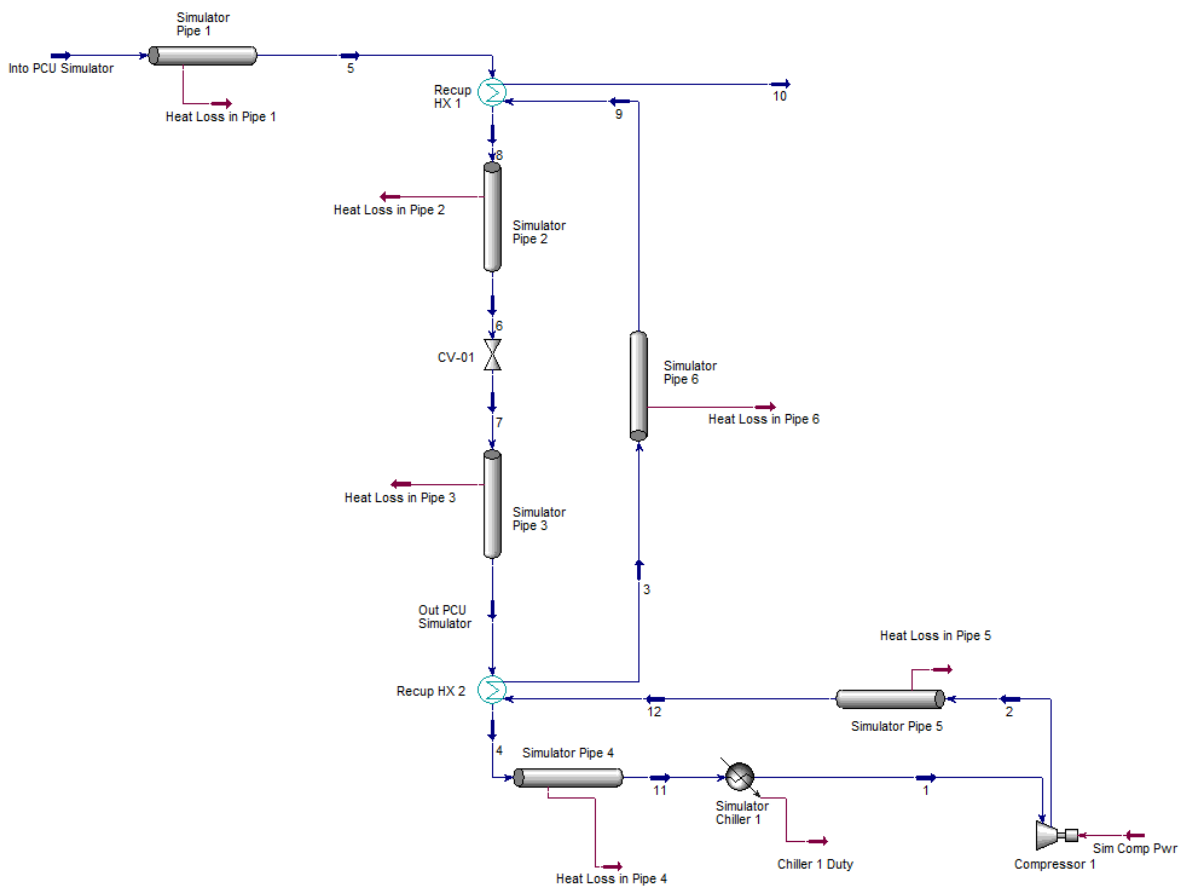 Simulator
Pipe 1
Into PCU Simulator
5
Heat Loss in Pipe 1
Recup
HX 1
10
9
8
Heat Loss in Pipe 2
Simulator
Pipe 2
6
CV-01
Simulator
Pipe 6
Heat Loss in Pipe 6
7
Heat Loss in Pipe 3
Simulator
Pipe 3
3
Out PCU
Simulator
Heat Loss in Pipe 5
Recup HX 2
12
2
Simulator Pipe 5
4
Simulator Pipe 4
11
1
Simulator
Chiller 1
Heat Loss in Pipe 4
Chiller 1 Duty
Compressor 1
Sim Comp Pwr